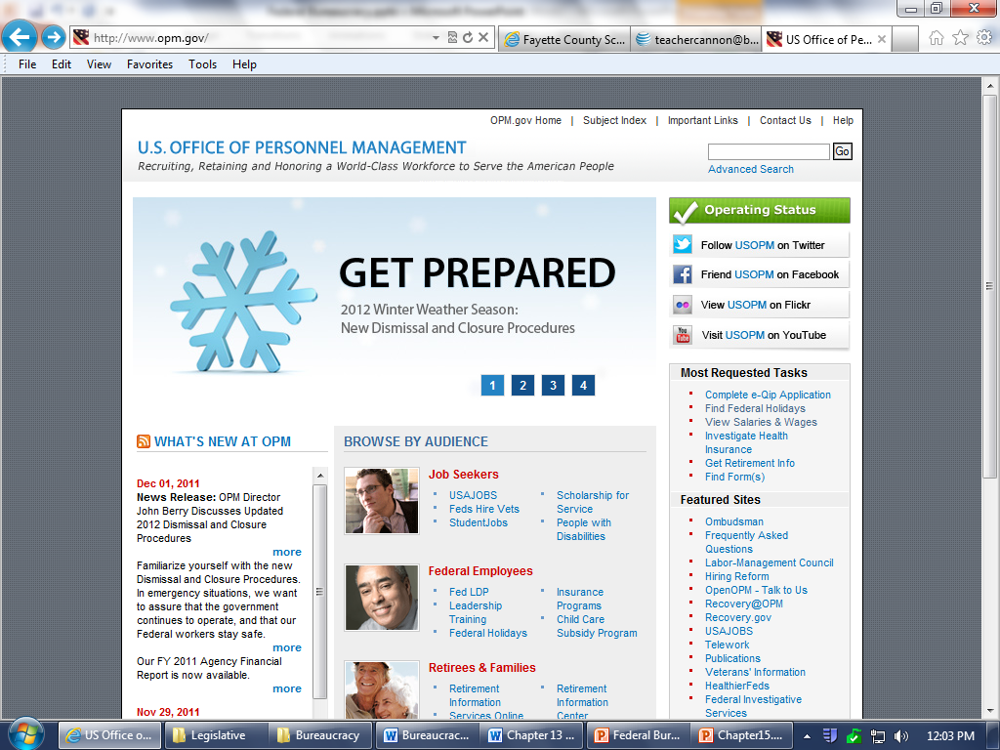 http://www.opm.gov/
Fayette County Sc...
teachercannon@b...
US Office of Pe...
File Edit View Favorites Tools Help
OPM.gov Home | Subject Index | Important Links | Contact Us | Help
U.S. OFFICE OF PERSONNEL MANAGEMENT
Recruiting, Retaining and Honoring a World-Class Workforce to Serve the American People
Go
Advanced Search
GET PREPARED
2012 Winter Weather Season:
New Dismissal and Closure Procedures
1 2 3 4
Operating Status
Follow USOPM on Twitter
Friend USOPM on Facebook
View USOPM on Flickr
Visit USOPM on YouTube
Most Requested Tasks
Complete e-Qip Application
Find Federal Holidays
View Salaries & Wages
Investigate Health
Insurance
Get Retirement Info
Find Form(s)
Featured Sites
Ombudsman
Frequently Asked
Questions
Labor-Management Council
Hiring Reform
OpenOPM - Talk to Us
Recovery@OPM
Recovery.gov
USAJOBS
Telework
Publications
Veterans' Information
HealthierFeds
Federal Investigative
Services
WHAT'S NEW AT OPM
Dec 01, 2011
News Release: OPM Director
John Berry Discusses Updated
2012 Dismissal and Closure
Procedures
more
Familiarize yourself with the new
Dismissal and Closure Procedures.
In emergency situations, we want
to assure that the government
continues to operate, and that our
Federal workers stay safe.
more
Our FY 2011 Agency Financial
Report is now available.
more
Nov 29, 2011
BROWSE BY AUDIENCE
Job Seekers
USAJOBS
Feds Hire Vets
StudentJobs
Scholarship for
Service
People with
Disabilities
Federal Employees
Fed LDP
Leadership
Training
Federal Holidays
Insurance
Programs
Child Care
Subsidy Program
Retirees & Families
Retirement
Information
Services Online
Retirement
Information
Center
US Office o...
Legislative
Bureaucracy
Bureaucrac...
Chapter 13 ...
Federal Bur...
Chapter15....
12:03 PM